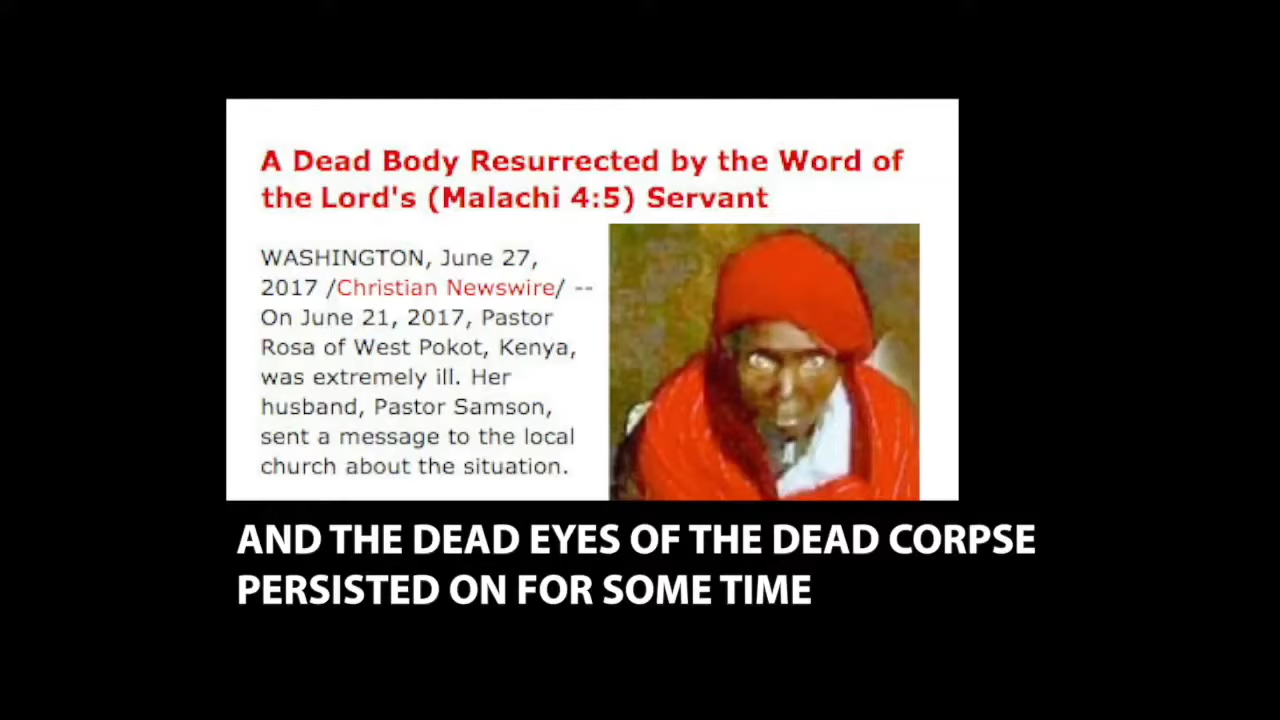 A Dead Body Resurrected by the Word of
the Lord's (Malachi 4:5) Servant
WASHINGTON, June 27,
2017 /Christian Newswire/ --
On June 21, 2017, Pastor
Rosa of West Pokot, Kenya,
was extremely ill. Her
husband, Pastor Samson,
sent a message to the local
church about the situation.
AND THE DEAD EYES OF THE DEAD CORPSE
PERSISTED ON FOR SOME TIME